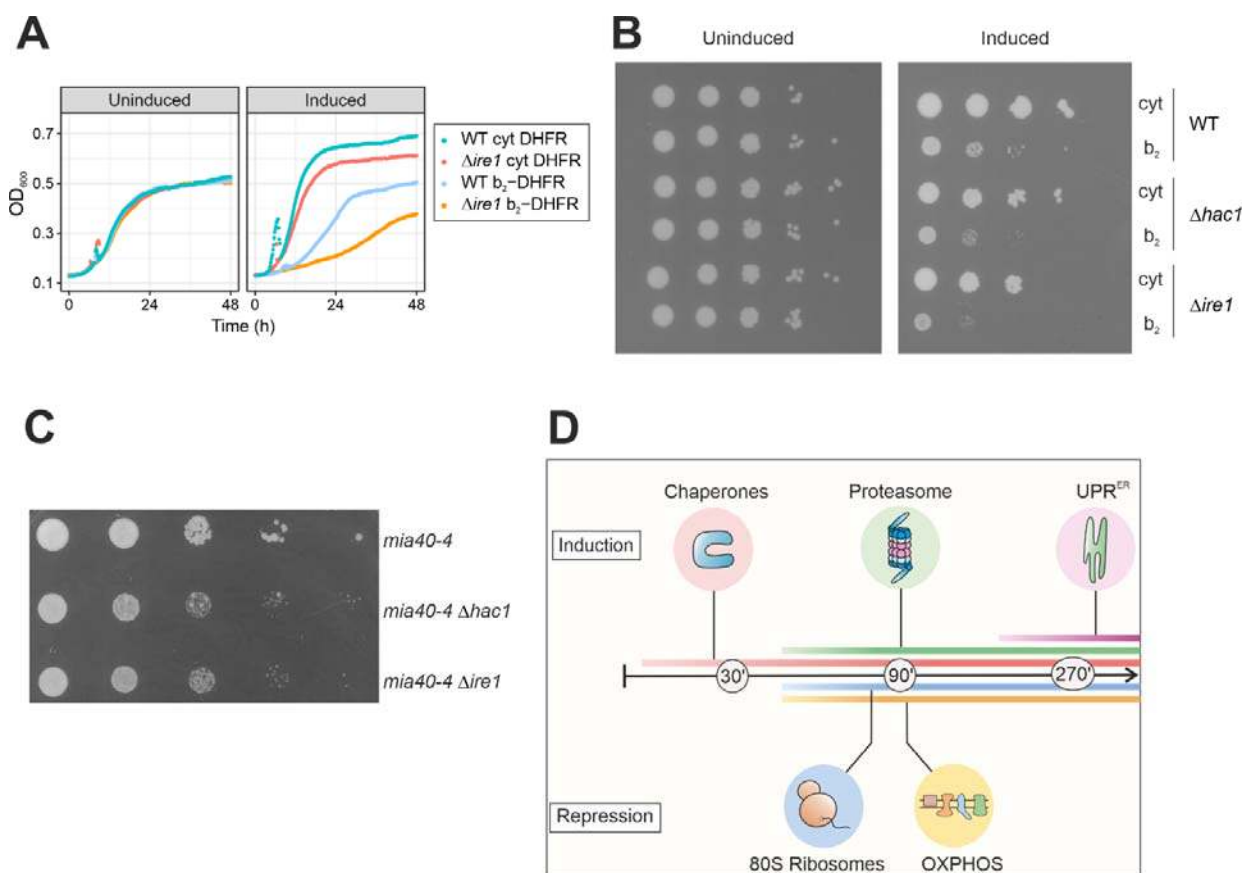 A
Uninduced
Induced
0.7
0.5
0.3
0.1
OD600
0
24
48
0
24
48
Time (h)
WT cyt DHFR
Δire1 cyt DHFR
WT b2−DHFR
Δire1 b2−DHFR
B
Uninduced
Induced
cyt
b2
WT
cyt
b2
Δhac1
cyt
b2
Δire1
C
mia40-4
mia40-4 Δhac1
mia40-4 Δire1
D
Chaperones
Proteasome
UPRER
Induction
30'
90'
270'
Repression
80S Ribosomes
OXPHOS